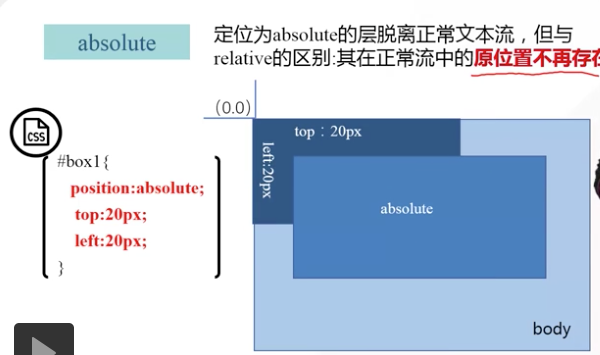 absolute
定位为absolute的层脱离正常文本流，但与
relative的区别:其在正常流中的原位置不再存在
(0.0)
CSS
top：20px
left:20px
#box1{
position:absolute;
top:20px;
left:20px;
}
absolute
body